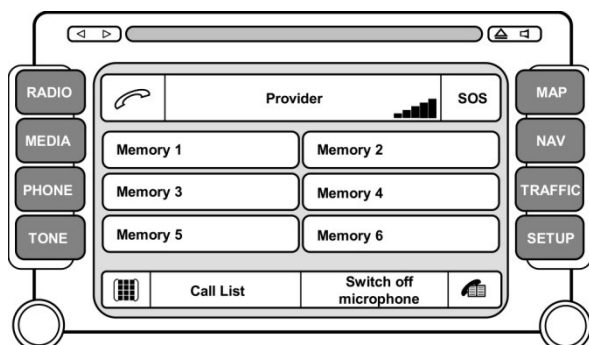 RADIO
MEDIA
PHONE
TONE
Provider
SOS
Memory 1
Memory 2
Memory 3
Memory 4
Memory 5
Memory 6
Call List
Switch off
microphone
MAP
NAV
TRAFFIC
SETUP